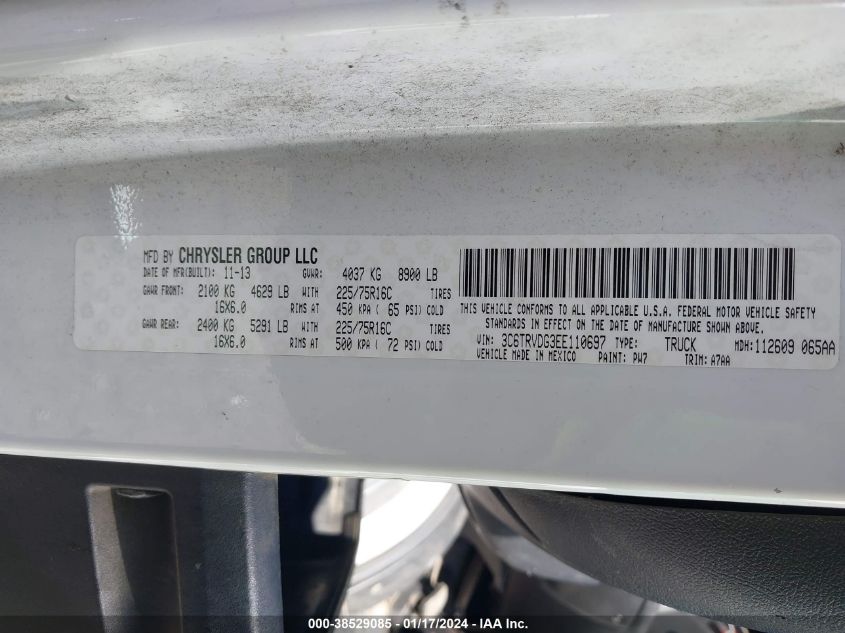 MFD BY CHRYSLER GROUP LLC
DATE OF MFR(BUILT): 11-13 GVWR: 4037 KG 8900 LB
GAWR FRONT: 2100 KG 4629 LB WITH 225/75R16C TIRES
16X6.0 RIMS AT 450 KPA ( 65 PSI) COLD
GAWR REAR: 2400 KG 5291 LB WITH 225/75R16C TIRES
16X6.0 RIMS AT 500 KPA ( 72 PSI) COLD
THIS VEHICLE CONFORMS TO ALL APPLICABLE U.S.A. FEDERAL MOTOR VEHICLE SAFETY
STANDARDS IN EFFECT ON THE DATE OF MANUFACTURE SHOWN ABOVE.
VIN: 3C6TRVDG3EE110697 TYPE: TRUCK MDH: 112609 065AA
VEHICLE MADE IN MEXICO PAINT: PW7 TRIM: A7AA
000-38529085 - 01/17/2024 - © IAA Inc.